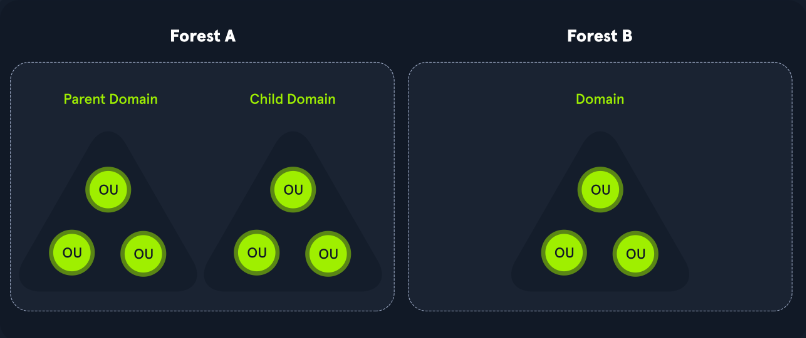 Forest A
Forest B
Parent Domain
Child Domain
Domain
OU
OU
OU
OU
OU
OU
OU
OU
OU